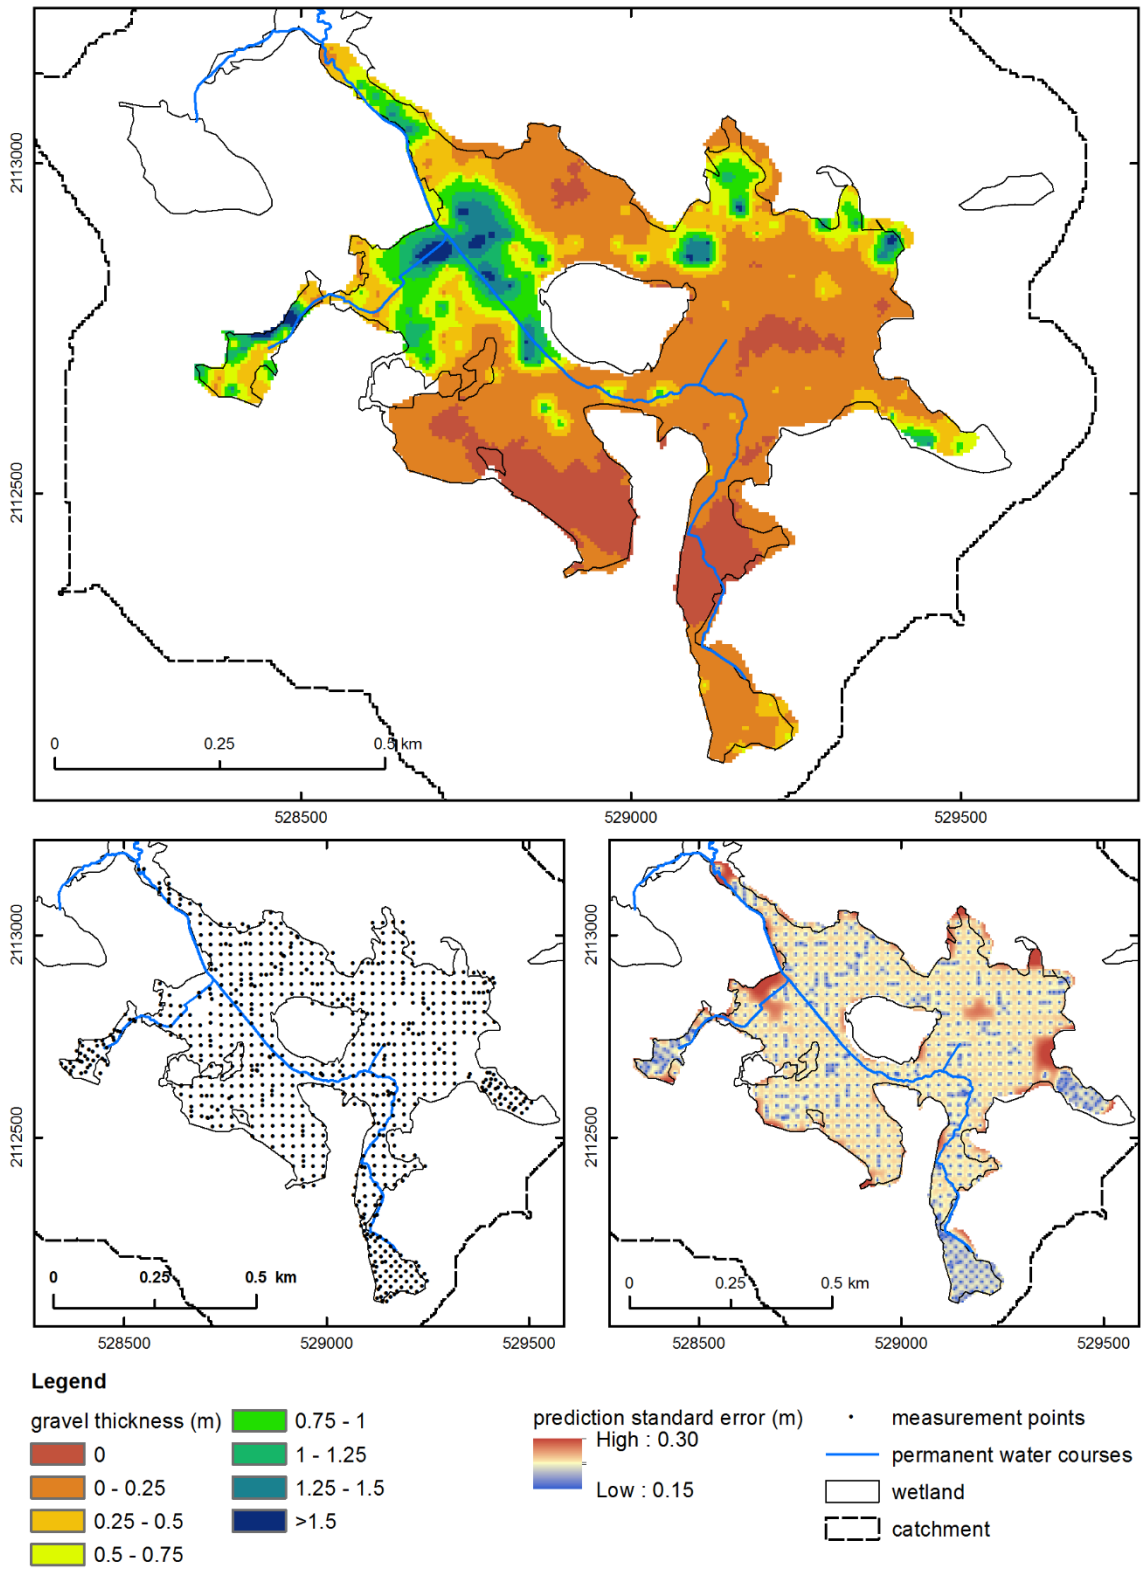 2113000
2112500
0 0.25 0.5 km
528500 529000 529500
2113000
2112500
0 0.25 0.5 km
528500 529000 529500
2113000
2112500
0 0.25 0.5 km
528500 529000 529500
Legend
gravel thickness (m)
0
0 - 0.25
0.25 - 0.5
0.5 - 0.75
0.75 - 1
1 - 1.25
1.25 - 1.5
>1.5
prediction standard error (m)
High : 0.30
Low : 0.15
measurement points
permanent water courses
wetland
catchment